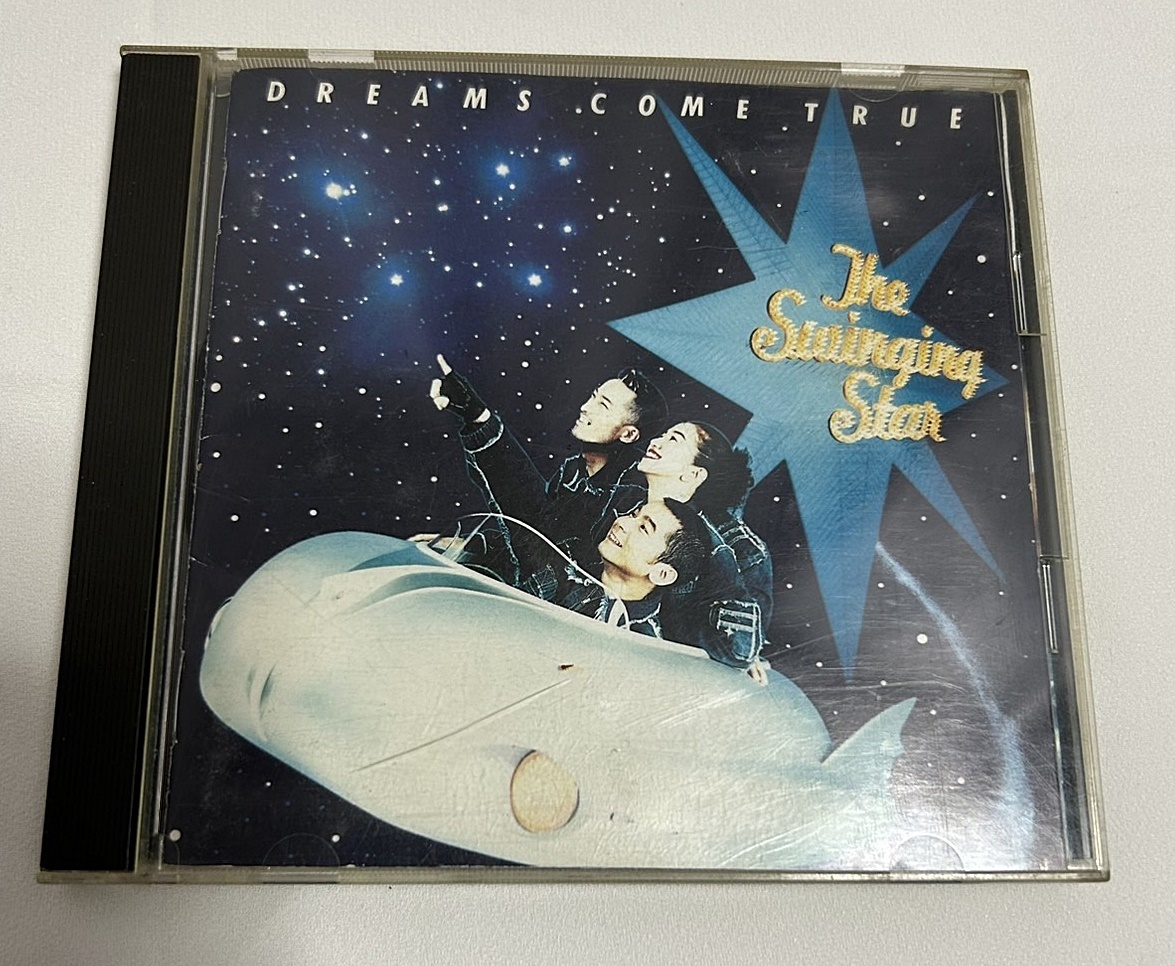 DREAMS COME TRUE
The
Swinging
Star